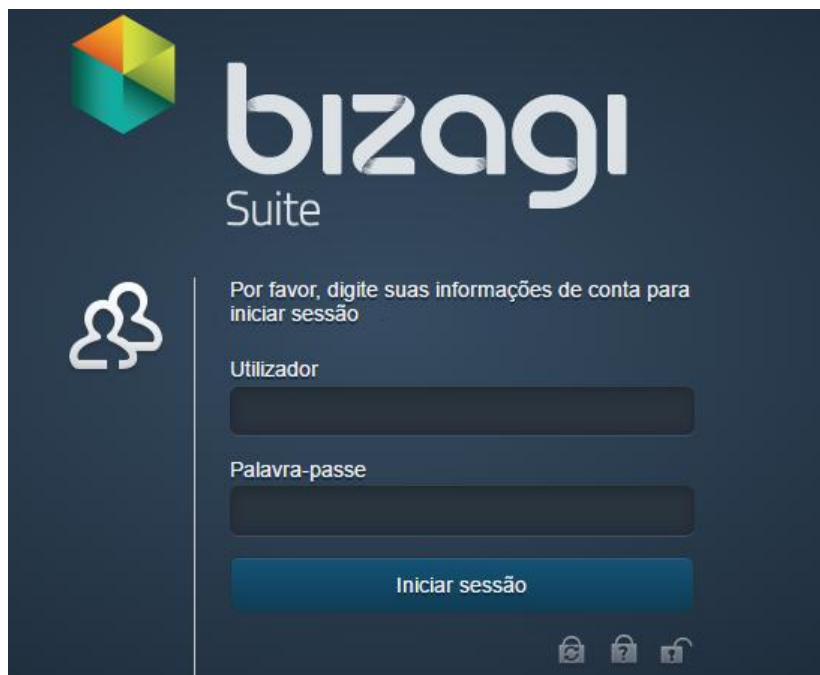 bizagi
Suite
Por favor, digite suas informações de conta para
iniciar sessão
Utilizador
Palavra-passe
Iniciar sessão